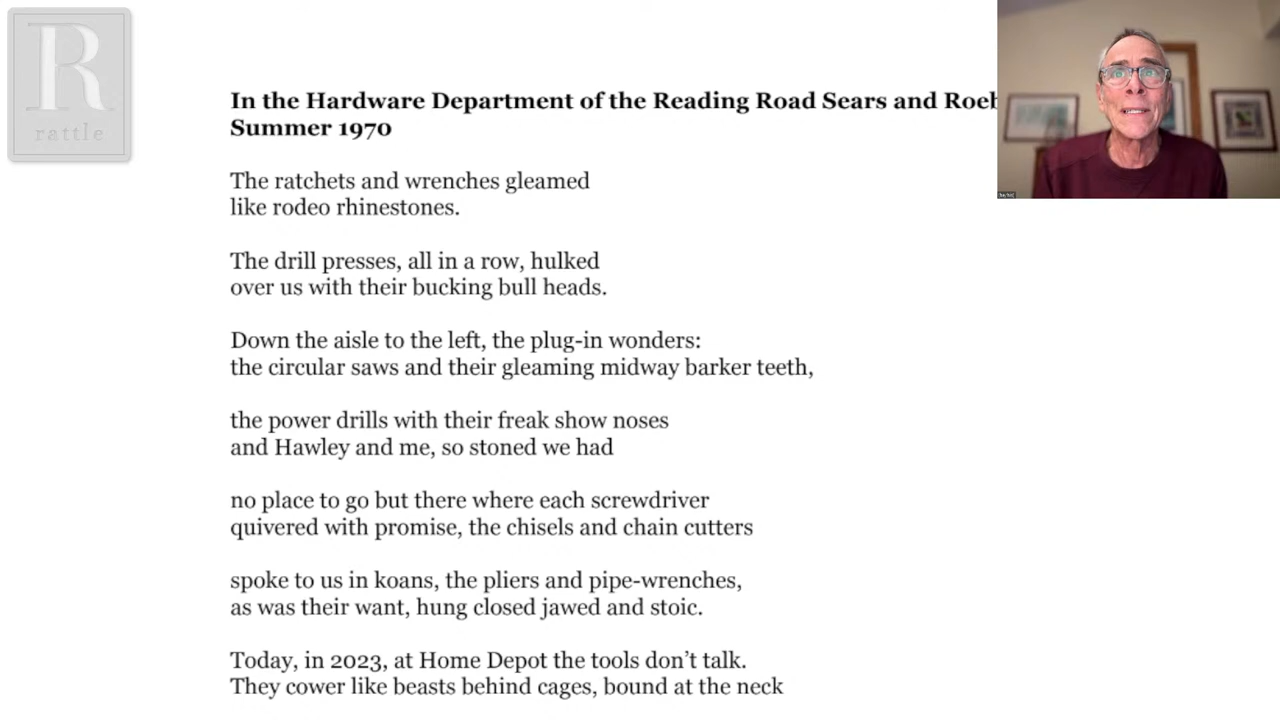 R
rattle
In the Hardware Department of the Reading Road Sears and
Summer 1970
The ratchets and wrenches gleamed
like rodeo rhinestones.
The drill presses, all in a row, hulked
over us with their bucking bull heads.
Down the aisle to the left, the plug-in wonders:
the circular saws and their gleaming midway barker teeth,
the power drills with their freak show noses
and Hawley and me, so stoned we had
no place to go but there where each screwdriver
quivered with promise, the chisels and chain cutters
spoke to us in koans, the pliers and pipe-wrenches,
as was their want, hung closed jawed and stoic.
Today, in 2023, at Home Depot the tools don’t talk.
They cower like beasts behind cages, bound at the neck